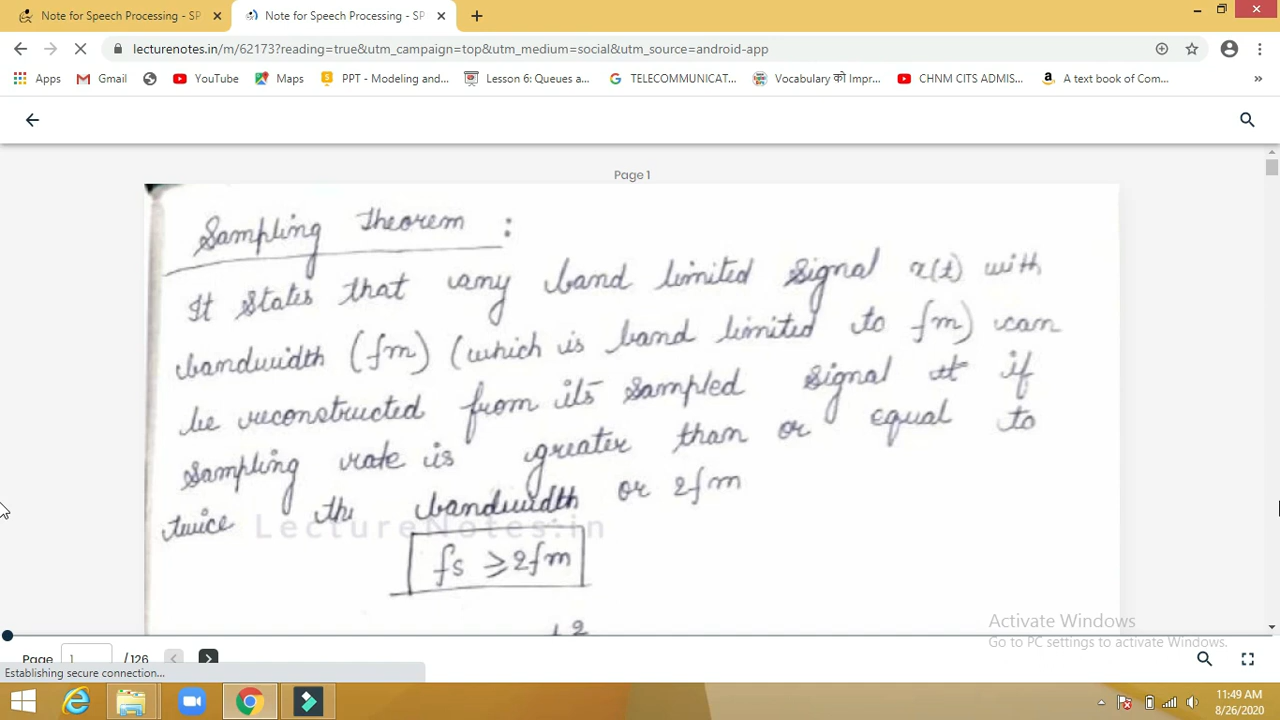 Note for Speech Processing - SP
Note for Speech Processing - SP
lecturenotes.in/m/62173?reading=true&utm_campaign=top&utm_medium=social&utm_source=android-app
Apps
Gmail
YouTube
Maps
PPT - Modeling and...
Lesson 6: Queues a...
TELECOMMUNICAT...
Vocabulary को Impr...
CHNM CITS ADMIS...
A text book of Com...
»
Page 1
Sampling Theorem :
It states that any band limited signal x(t) with
bandwidth (fm) (which is band limited to fm) can
be reconstructed from its sampled signal if
sampling rate is greater than or equal to
twice the bandwidth or 2fm
LectureNotes.in
fs ≥ 2fm
Activate Windows
Go to PC settings to activate Windows.
Page 1 / 126
Establishing secure connection...
11:49 AM
8/26/2020